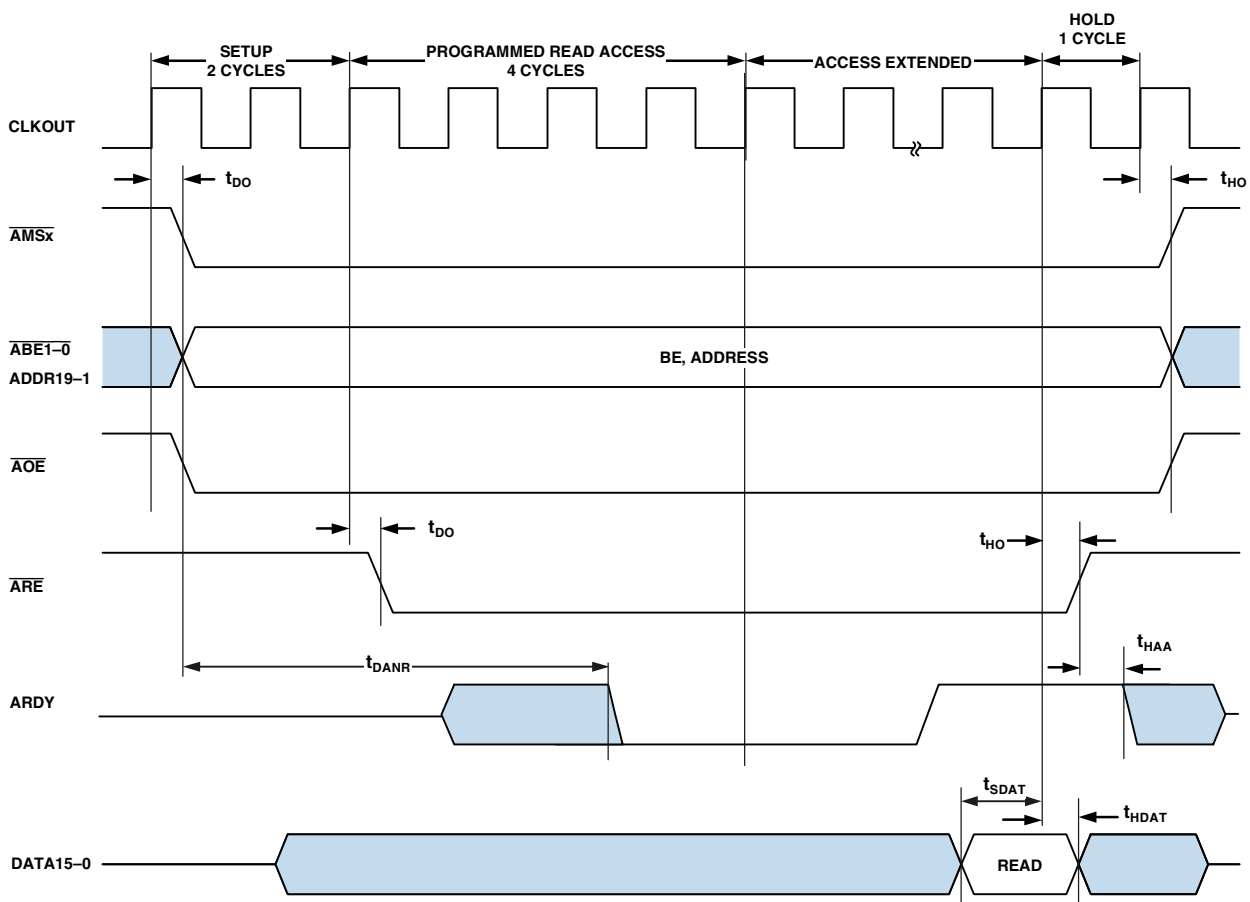 SETUP
2 CYCLES
PROGRAMMED READ ACCESS
4 CYCLES
ACCESS EXTENDED
HOLD
1 CYCLE
CLKOUT
tDO
tHO
AMSx
ABE1–0
BE, ADDRESS
ADDR19–1
AOE
tDO
tHO
ARE
tDANR
tHAA
ARDY
tSDAT
tHDAT
DATA15–0
READ